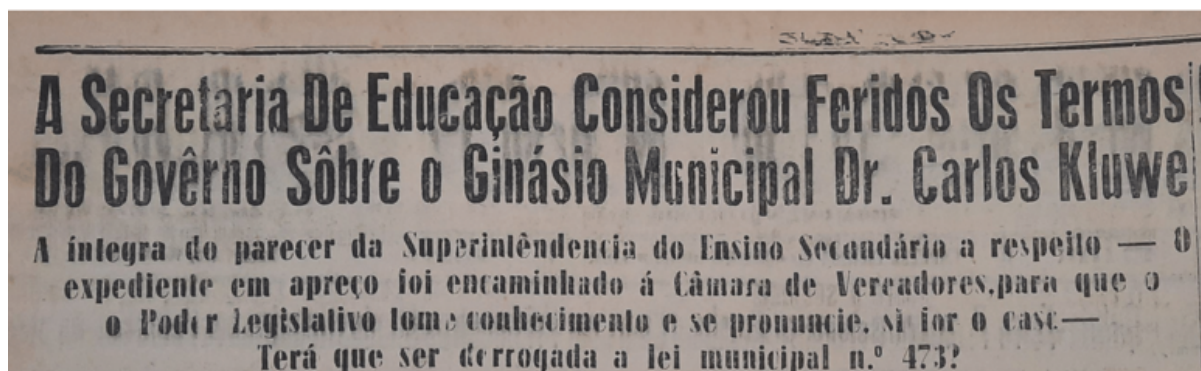 A Secretaria De Educação Considerou Feridos Os Termos
Do Govêrno Sôbre o Ginásio Municipal Dr. Carlos Kluwe
A íntegra do parecer da Superintêndencia do Ensino Secundário a respeito — O
expediente em apreço foi encaminhado á Câmara de Vereadores,para que o
o Poder Legislativo tome conhecimento e se pronuncie, si for o caso—
Terá que ser derrogada a lei municipal n.º 473?